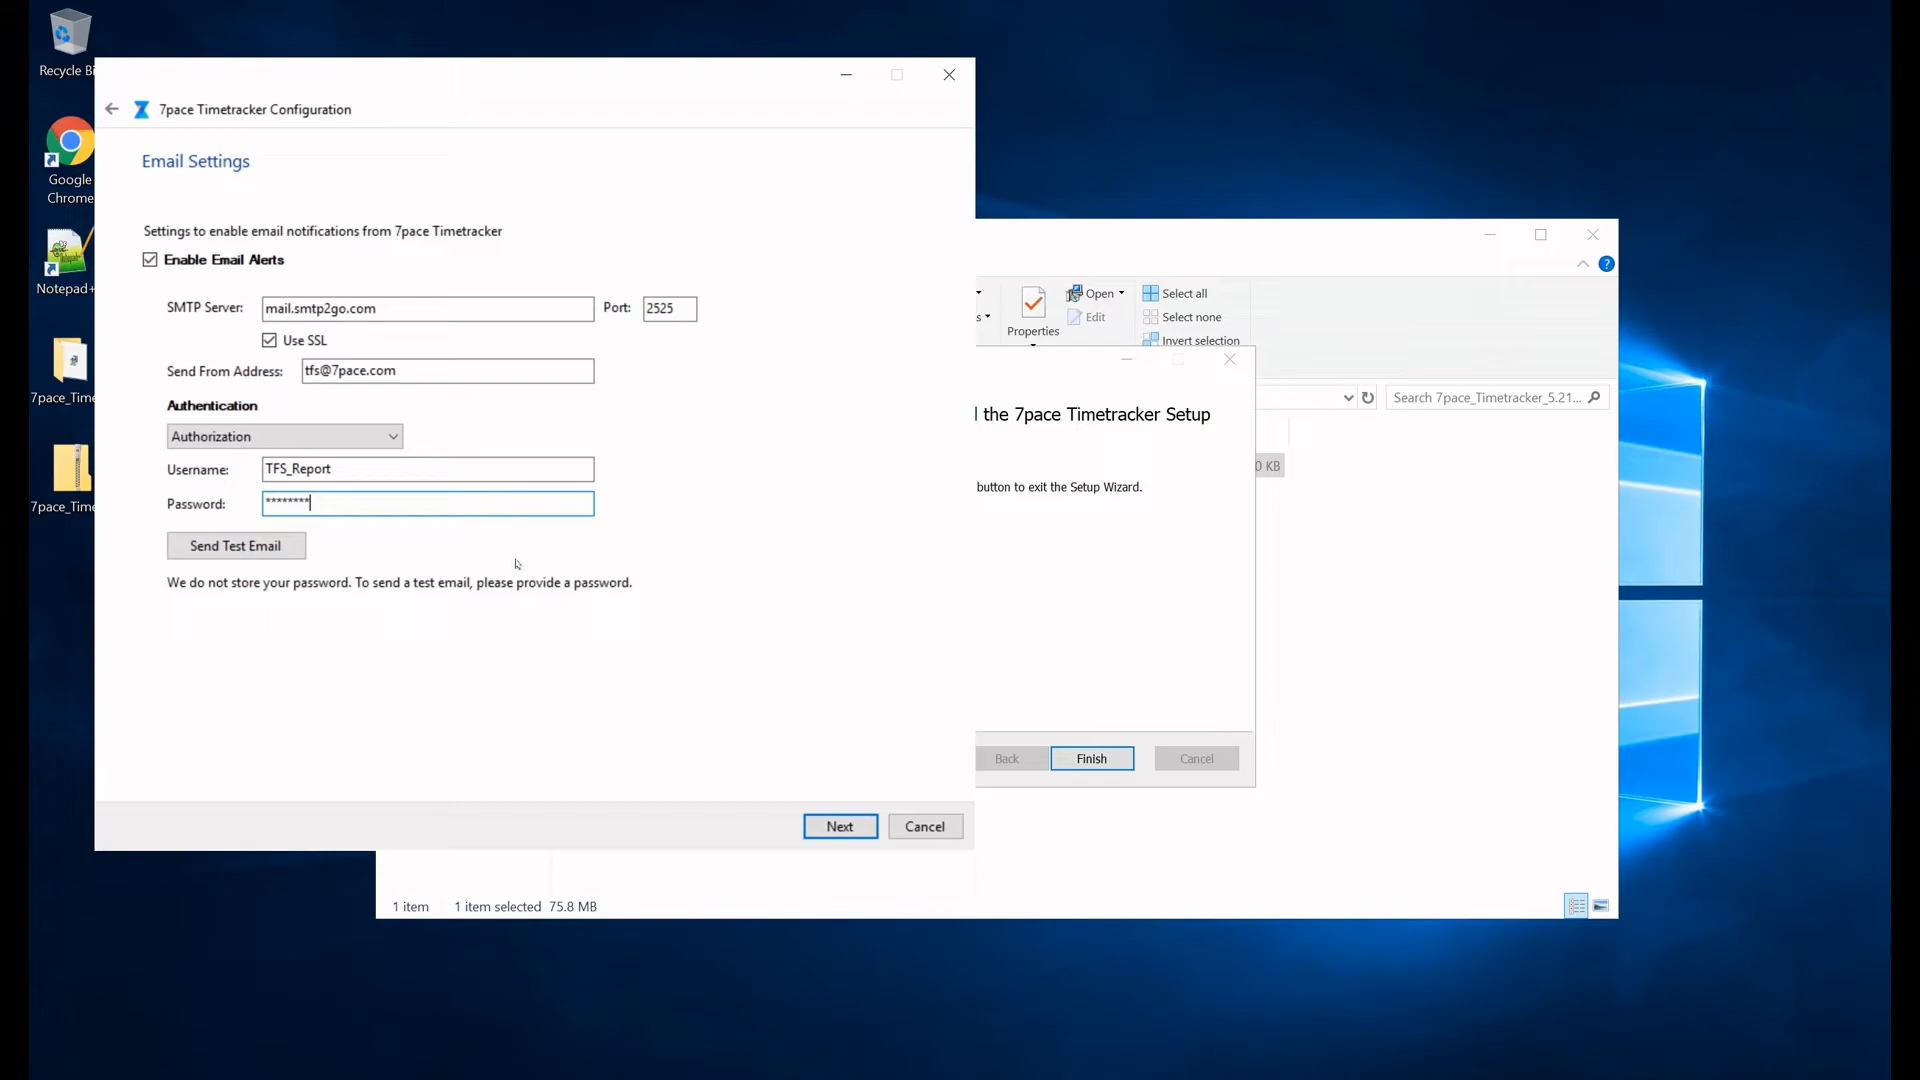 Recycle Bi
Google
Chrome
Notepad+
7pace_Time
7pace_Time
7pace Timetracker Configuration
Email Settings
Settings to enable email notifications from 7pace Timetracker
Enable Email Alerts
SMTP Server: mail.smtp2go.com Port: 2525
Use SSL
Send From Address: tfs@7pace.com
Authentication
Authorization
Username: TFS_Report
Password: ********
Send Test Email
We do not store your password. To send a test email, please provide a password.
Next Cancel
Properties
Open
Edit
Select all
Select none
Invert selection
Search 7pace_Timetracker_5.21...
the 7pace Timetracker Setup
0 KB
button to exit the Setup Wizard.
Back Finish Cancel
1 item 1 item selected 75.8 MB